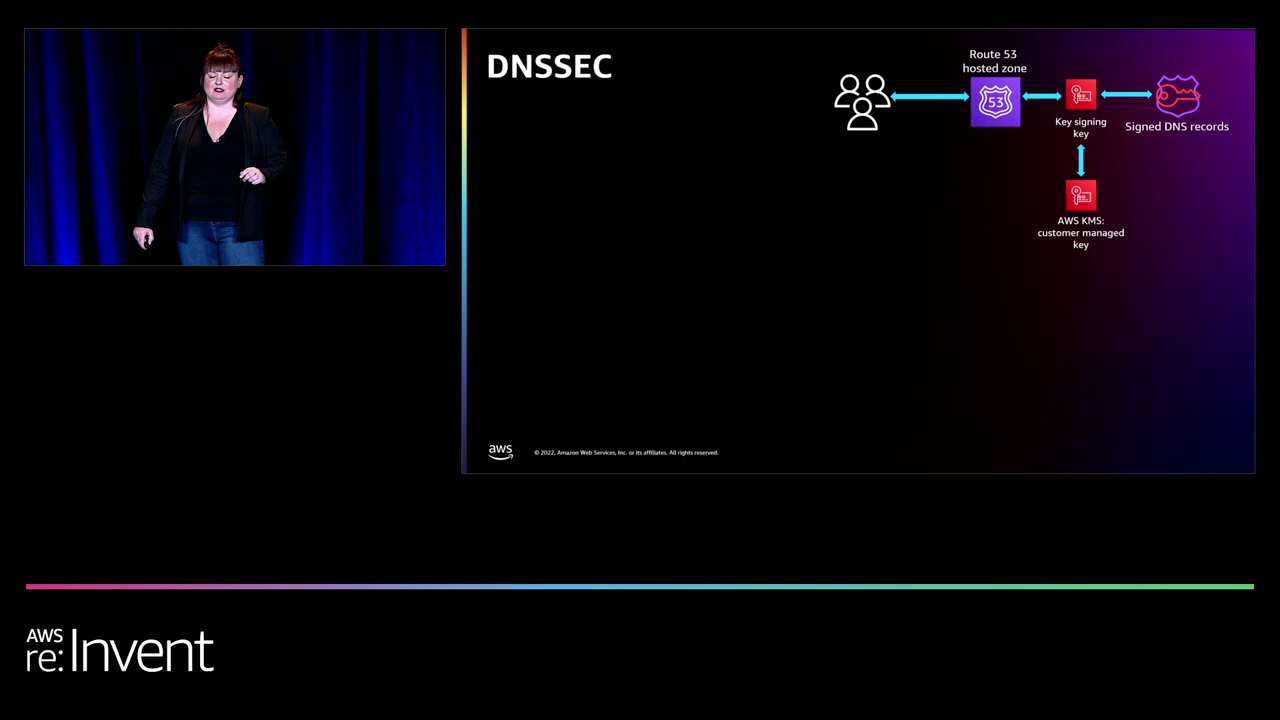 DNSSEC
Route 53
hosted zone
53
Key signing
key
Signed DNS records
AWS KMS:
customer managed
key
aws
© 2022, Amazon Web Services, Inc. or its affiliates. All rights reserved.
AWS
re:Invent